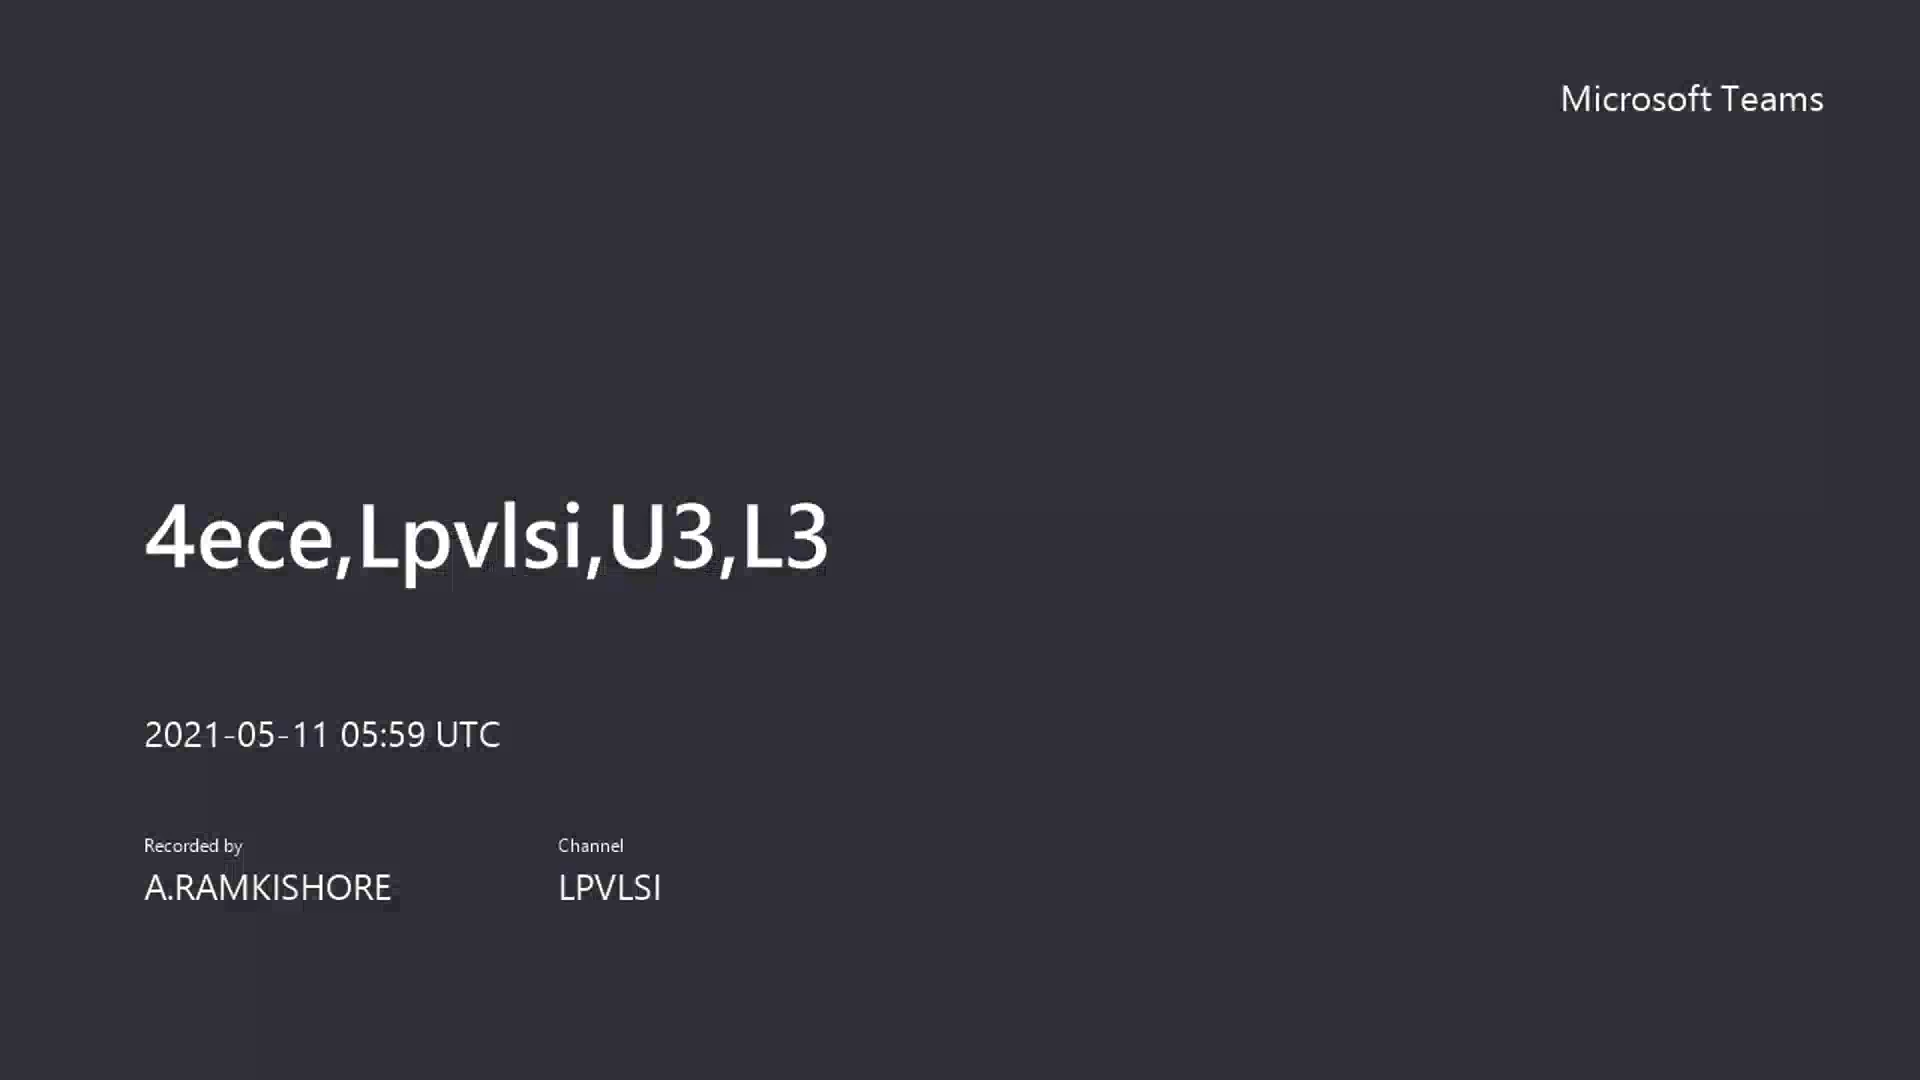 Microsoft Teams
4ece,Lpvlsi,U3,L3
2021-05-11 05:59 UTC
Recorded by
A.RAMKISHORE
Channel
LPVLSI